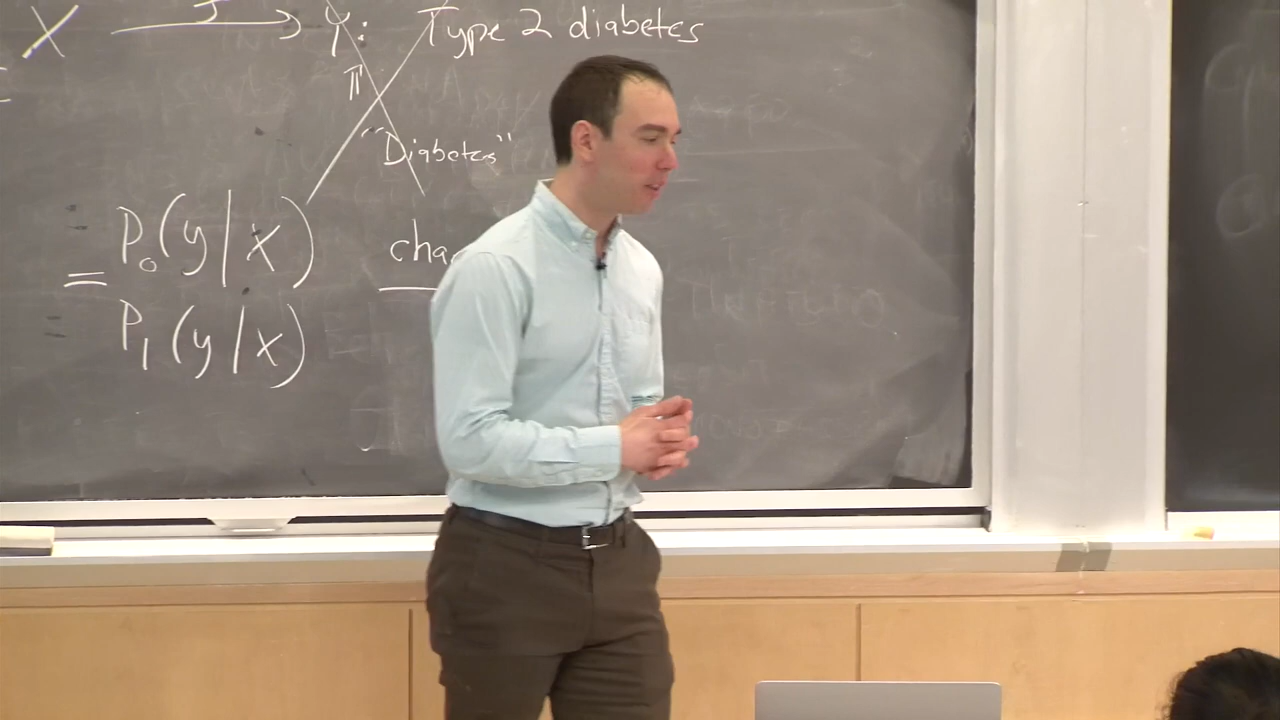 X f → Y: Type 2 diabetes
π
"Diabetes"
P₀(y|x) cha
=
P₁(y|x)